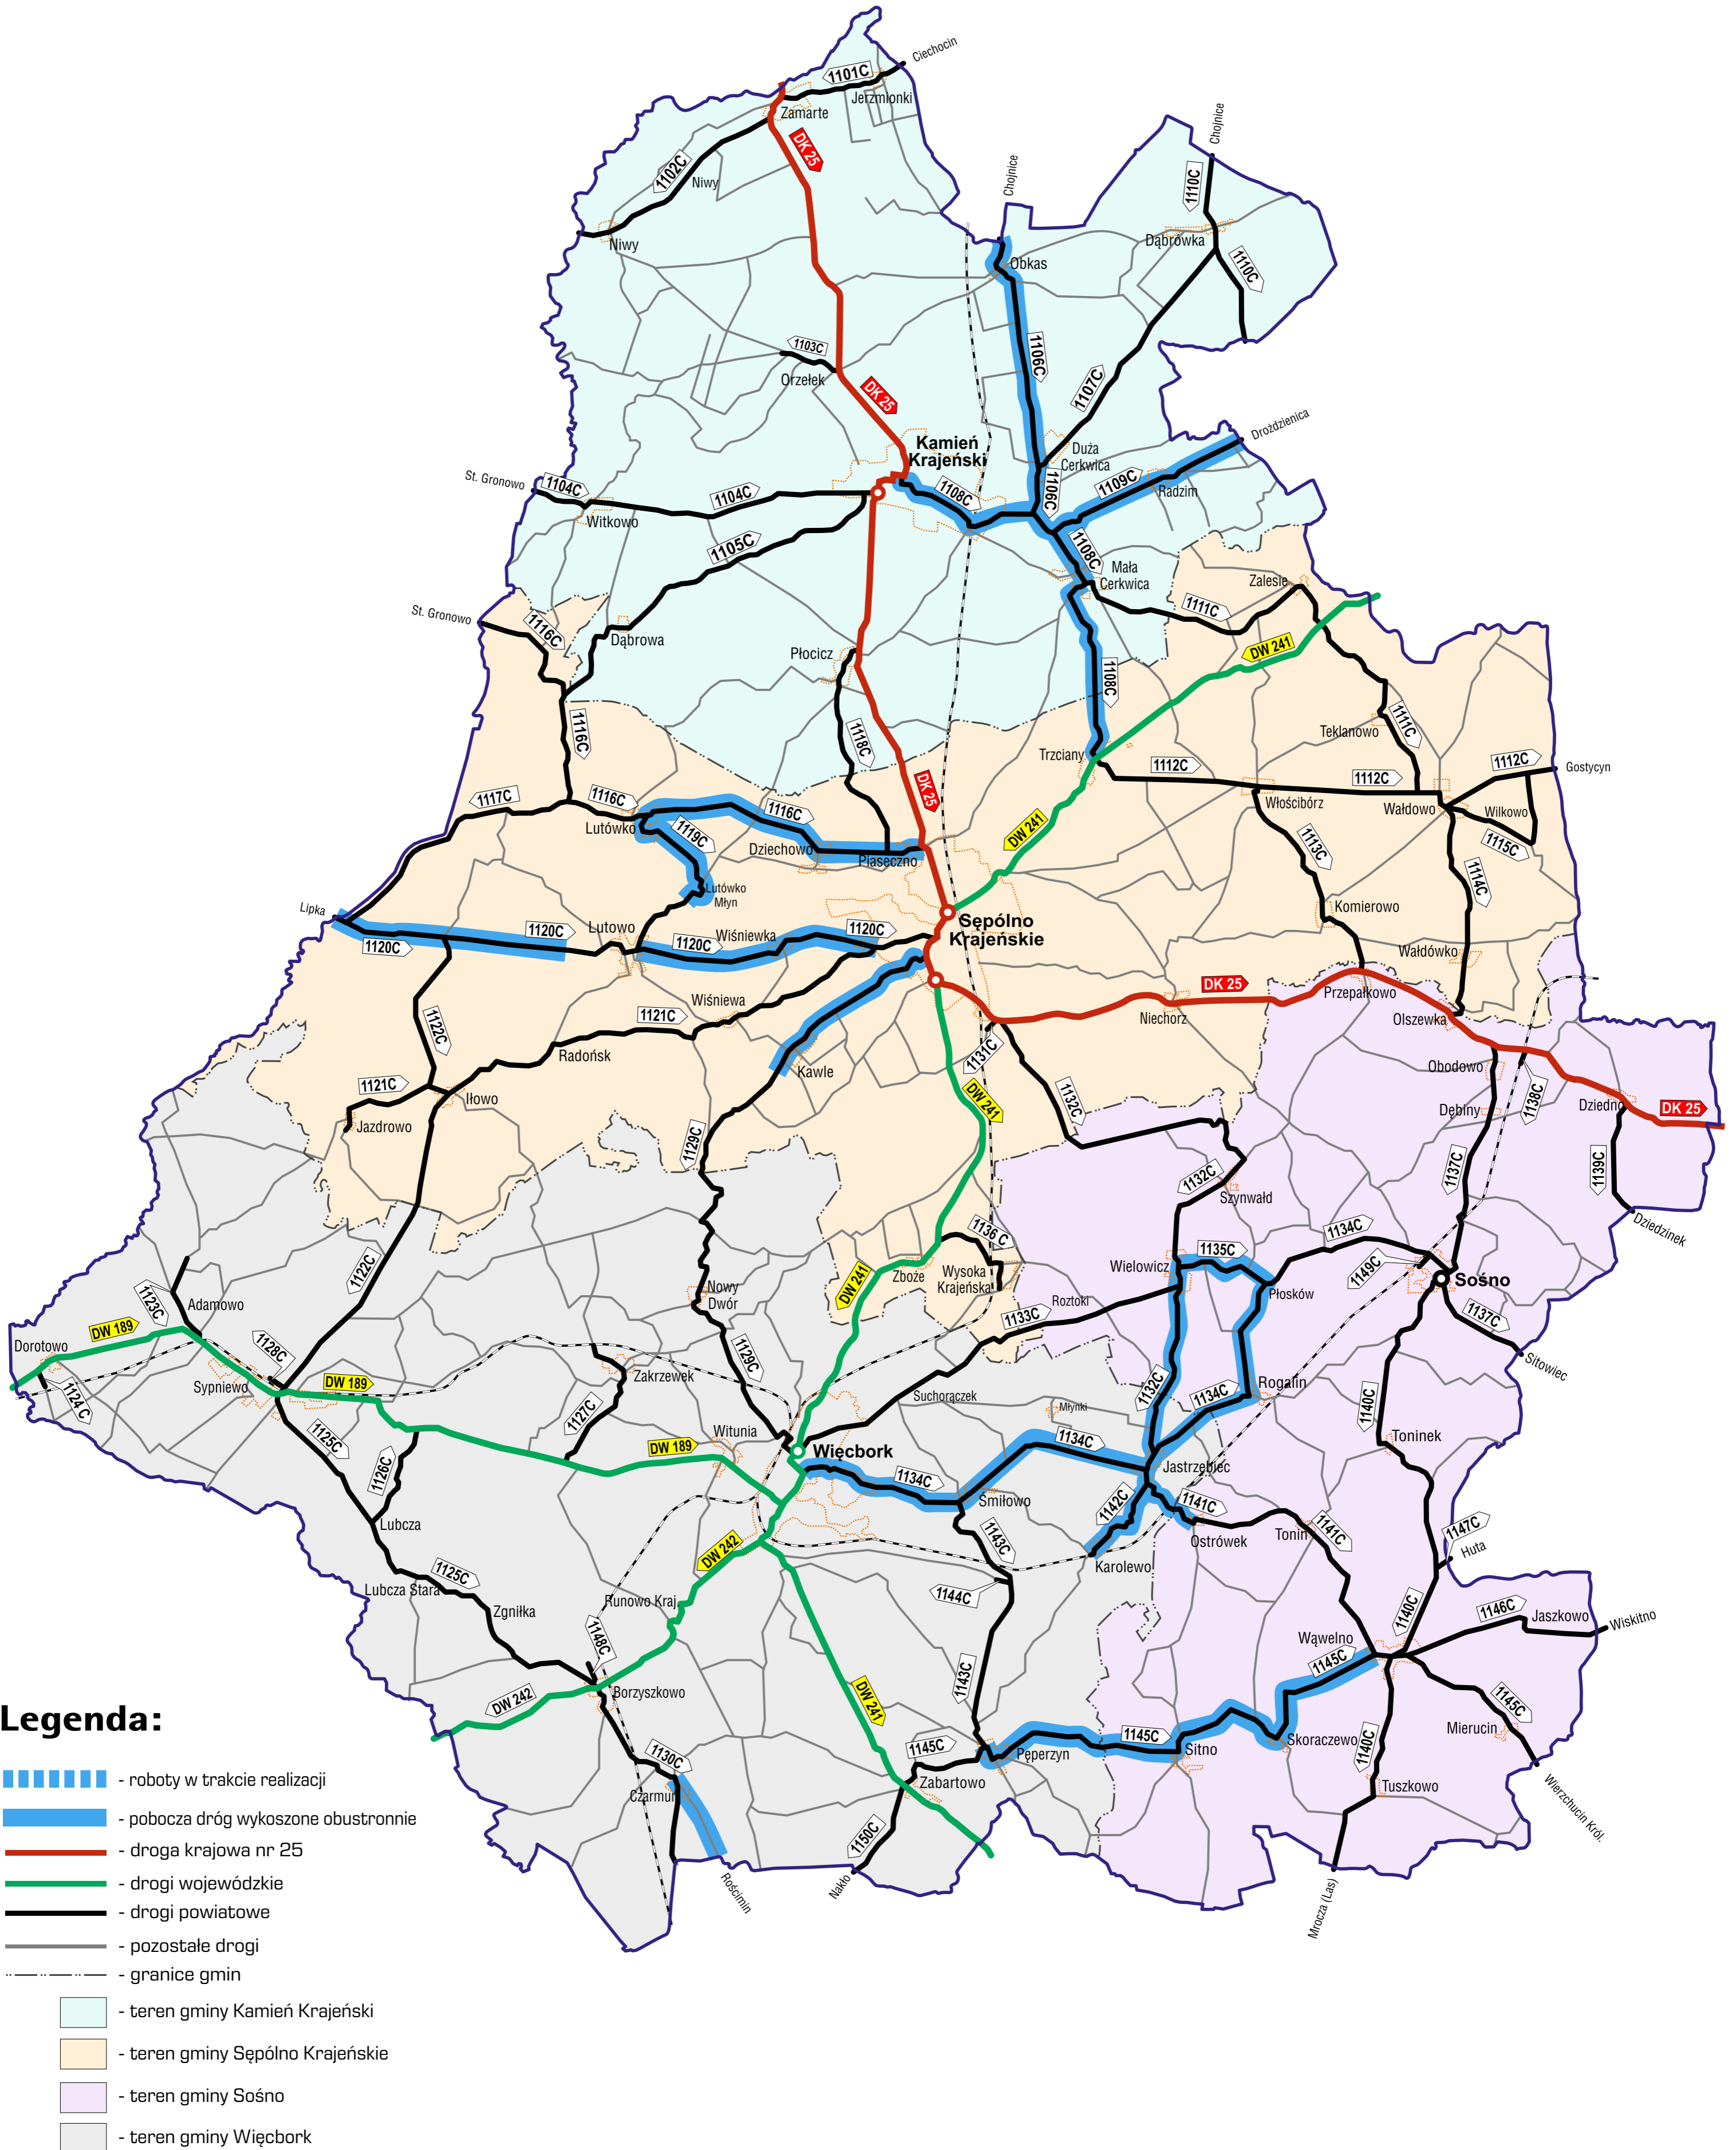 Ciechocin
1101C
Jerzmionki
Zamarte
DK 25
1102C
Niwy
Niwy
Chojnice
Chojnice
1110C
Dąbrówka
1110C
Obkas
1106C
1103C
Orzełek
1107C
DK 25
Drożdzienica
Kamień
Krajeński
Duża
Cerkwica
St. Gronowo
1104C
1104C
1108C
1106C
1109C
Radzim
Witkowo
1105C
1108C
Mała
Cerkwica
Zalesie
St. Gronowo
1116C
Dąbrowa
1111C
DW 241
Płocicz
1108C
1116C
1118C
Teklanowo
1111C
Trzciany
1112C
1112C
1112C
Gostycyn
DK 25
1117C
1116C
1116C
Włościbórz
Wałdowo
Wilkowo
Lutówko
1119C
DW 241
Dziechowo
Piaseczno
1113C
1115C
Lutówko
Młyn
1114C
Lipka
Komierowo
Sępólno
Krajeńskie
1120C
1120C
Lutowo
1120C
Wiśniewka
1120C
Wałdówko
DK 25
Przepałkowo
Wiśniewa
1121C
Niechorz
Olszewka
1122C
Radońsk
1131C
Kawle
Obodowo
1121C
Iłowo
DW 241
1132C
Dębiny
1138C
Dziedno
DK 25
Jazdrowo
1129C
1137C
1139C
1132C
Szynwałd
Dziedzinek
1136 C
1134C
1122C
DW 241
Zboże
Wysoka
Krajeńska
Wielowicz
1135C
1149C
Sośno
1123C
Adamowo
Nowy
Dwór
Płosków
Roztoki
1133C
1137C
DW 189
Dorotowo
1128C
1129C
Sitowiec
Sypniewo
DW 189
Zakrzewek
Suchorączek
1132C
1134C
Rogalin
1124 C
1127C
Młynki
1140C
1125C
Witunia
DW 189
Więcbork
1134C
Toninek
1126C
1134C
Jastrzębiec
Śmiłowo
1142C
1141C
Lubcza
1143C
Ostrówek
Tonin
1141C
1147C
Huta
DW 242
Karolewo
Lubcza Stara
1125C
1144C
Runowo Kraj.
Zgniłka
1140C
1146C
Jaszkowo
Wiskitno
1148C
Wąwelno
1145C
1143C
Borzyszkowo
DW 242
DW 241
1145C
Mierucin
1145C
1145C
Pęperzyn
Sitno
Skoraczewo
1140C
1130C
Czarmuń
Zabartowo
Tuszkowo
Wierzchucin Król.
1150C
Rościmin
Nakło
Mrocza (Las)
Legenda:
- roboty w trakcie realizacji
- pobocza dróg wykoszone obustronnie
- droga krajowa nr 25
- drogi wojewódzkie
- drogi powiatowe
- pozostałe drogi
- granice gmin
- teren gminy Kamień Krajeński
- teren gminy Sępólno Krajeńskie
- teren gminy Sośno
- teren gminy Więcbork